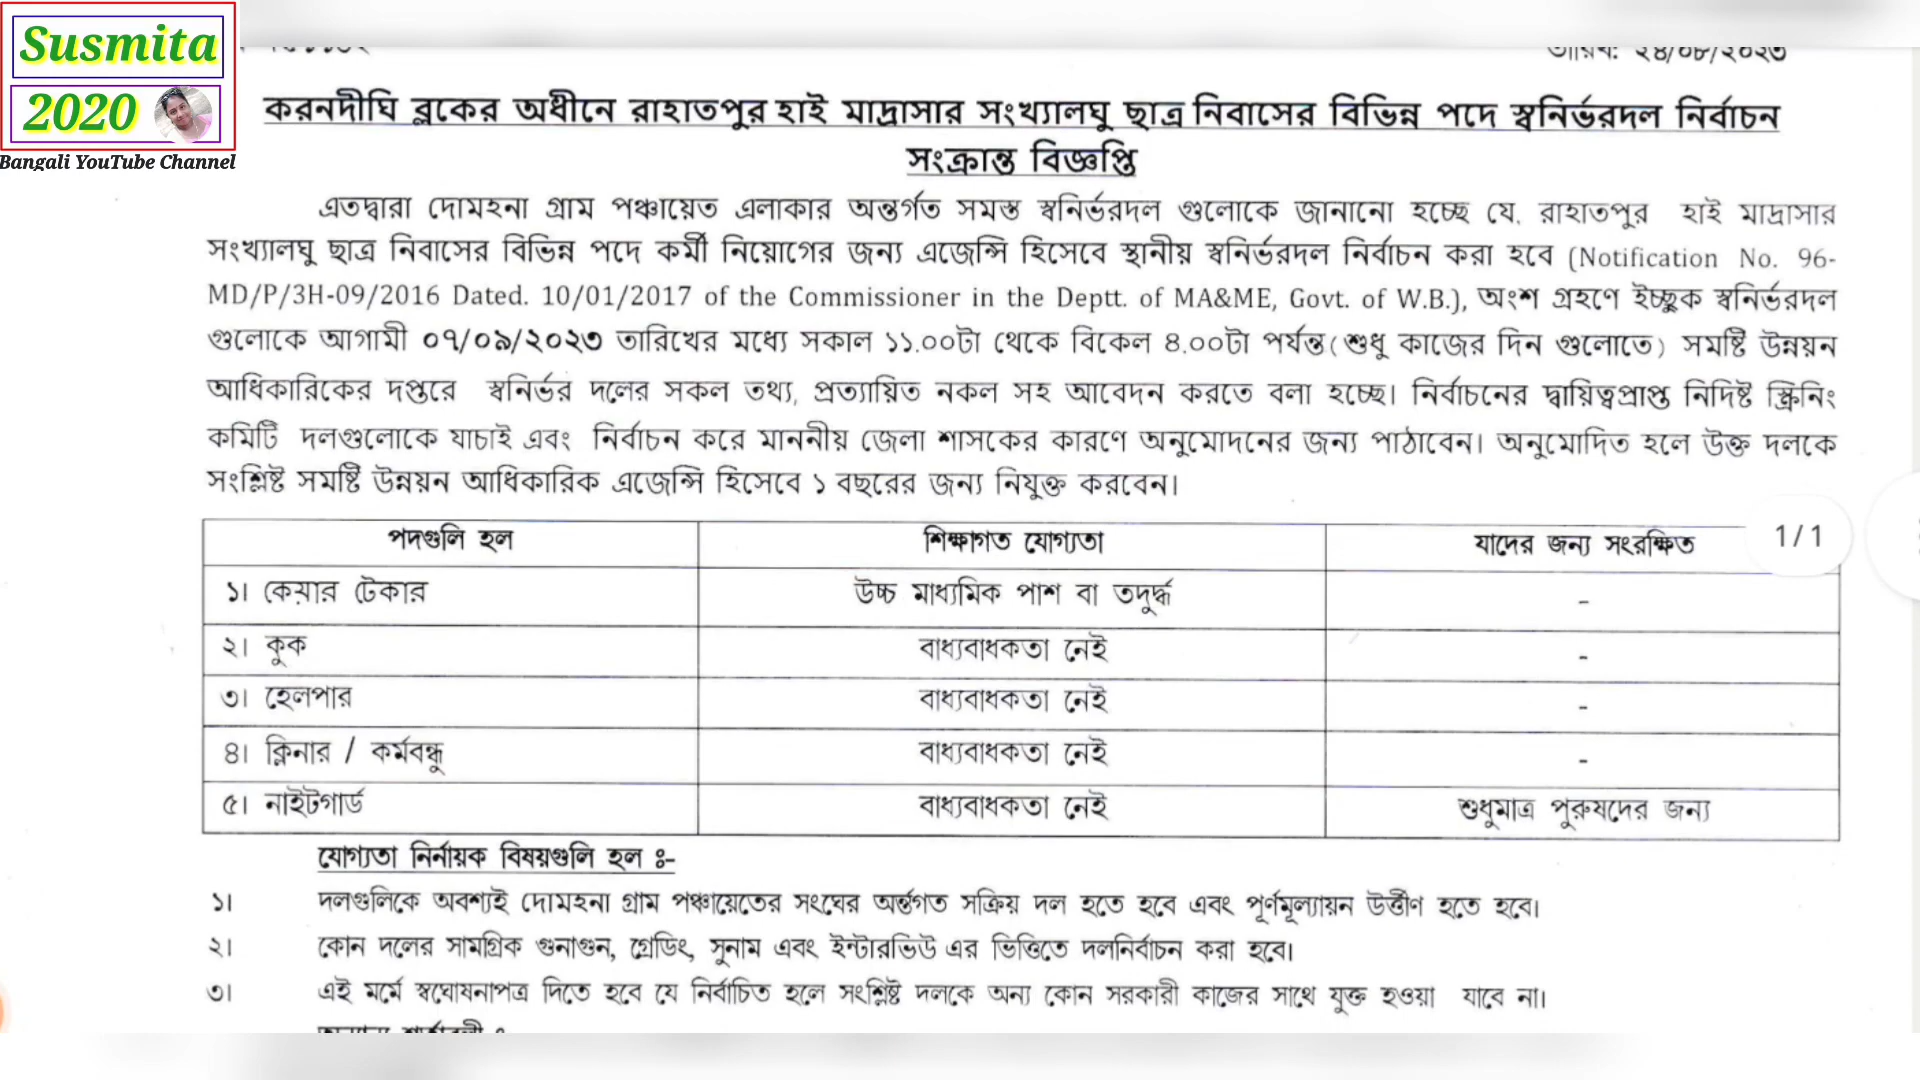 Susmita
2020
Bangali YouTube Channel
তারিখ: ২৪/০৮/২০২৩
করনদীঘি ব্লকের অধীনে রাহাতপুর হাই মাদ্রাসার সংখ্যালঘু ছাত্র নিবাসের বিভিন্ন পদে স্বনির্ভরদল নির্বাচন
সংক্রান্ত বিজ্ঞপ্তি
এতদ্বারা দোমহনা গ্রাম পঞ্চায়েত এলাকার অন্তর্গত সমস্ত স্বনির্ভরদল গুলোকে জানানো হচ্ছে যে, রাহাতপুর হাই মাদ্রাসার
সংখ্যালঘু ছাত্র নিবাসের বিভিন্ন পদে কর্মী নিয়োগের জন্য এজেন্সি হিসেবে স্থানীয় স্বনির্ভরদল নির্বাচন করা হবে (Notification No. 96-
MD/P/3H-09/2016 Dated. 10/01/2017 of the Commissioner in the Deptt. of MA&ME, Govt. of W.B.), অংশ গ্রহণে ইচ্ছুক স্বনির্ভরদল
গুলোকে আগামী ০৭/০৯/২০২৩ তারিখের মধ্যে সকাল ১১.০০টা থেকে বিকেল ৪.০০টা পর্যন্ত(শুধু কাজের দিন গুলোতে) সমষ্টি উন্নয়ন
আধিকারিকের দপ্তরে স্বনির্ভর দলের সকল তথ্য, প্রত্যায়িত নকল সহ আবেদন করতে বলা হচ্ছে। নির্বাচনের দ্বায়িত্বপ্রাপ্ত নিদিষ্ট স্ক্রিনিং
কমিটি দলগুলোকে যাচাই এবং নির্বাচন করে মাননীয় জেলা শাসকের কারণে অনুমোদনের জন্য পাঠাবেন। অনুমোদিত হলে উক্ত দলকে
সংশ্লিষ্ট সমষ্টি উন্নয়ন আধিকারিক এজেন্সি হিসেবে ১ বছরের জন্য নিযুক্ত করবেন।
পদগুলি হল শিক্ষাগত যোগ্যতা যাদের জন্য সংরক্ষিত 1/1
১। কেয়ার টেকার উচ্চ মাধ্যমিক পাশ বা তদুর্দ্ধ -
২। কুক বাধ্যবাধকতা নেই -
৩। হেলপার বাধ্যবাধকতা নেই -
৪। ক্লিনার / কর্মবন্ধু বাধ্যবাধকতা নেই -
৫। নাইটগার্ড বাধ্যবাধকতা নেই শুধুমাত্র পুরুষদের জন্য
যোগ্যতা নির্নায়ক বিষয়গুলি হল ঃ-
১। দলগুলিকে অবশ্যই দোমহনা গ্রাম পঞ্চায়েতের সংঘের অর্ন্তগত সক্রিয় দল হতে হবে এবং পূর্ণমূল্যায়ন উর্ত্তীণ হতে হবে।
২। কোন দলের সামগ্রিক গুনাগুন, গ্রেডিং, সুনাম এবং ইন্টারভিউ এর ভিত্তিতে দলনির্বাচন করা হবে।
৩। এই মর্মে স্বঘোষনাপত্র দিতে হবে যে নির্বাচিত হলে সংশ্লিষ্ট দলকে অন্য কোন সরকারী কাজের সাথে যুক্ত হওয়া যাবে না।